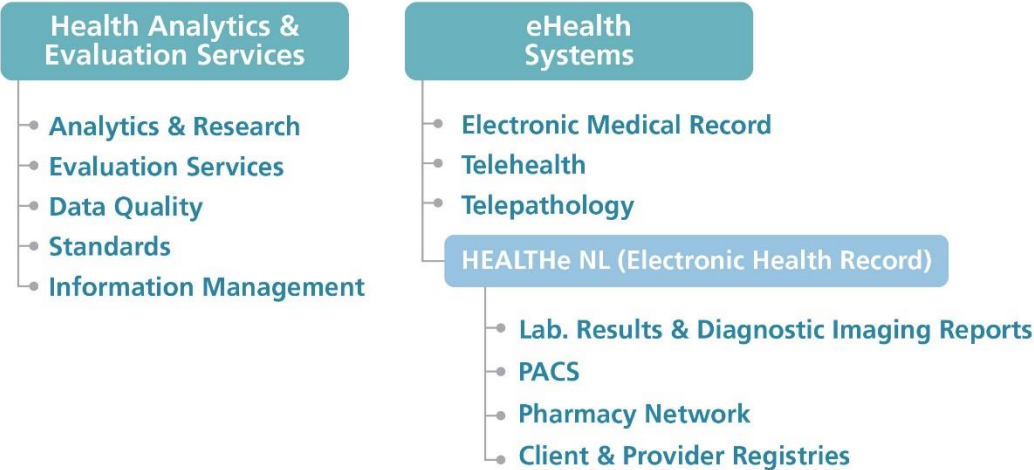 Health Analytics &
Evaluation Services
Analytics & Research
Evaluation Services
Data Quality
Standards
Information Management
eHealth
Systems
Electronic Medical Record
Telehealth
Telepathology
HEALTHe NL (Electronic Health Record)
Lab. Results & Diagnostic Imaging Reports
PACS
Pharmacy Network
Client & Provider Registries